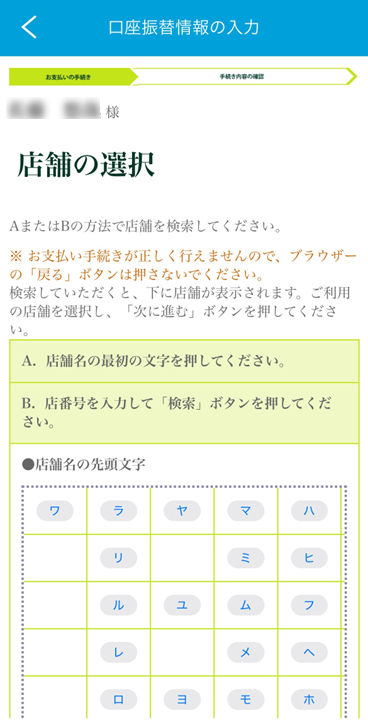 口座振替情報の入力
お支払いの手続き
手続き内容の確認
様
店舗の選択
AまたはBの方法で店舗を検索してください。
※ お支払い手続きが正しく行えませんので、ブラウザー
の「戻る」ボタンは押さないでください。
検索していただくと、下に店舗が表示されます。ご利用
の店舗を選択し、「次に進む」ボタンを押してくださ
い。
A．店舗名の最初の文字を押してください。
B．店番号を入力して「検索」ボタンを押してくだ
さい。
●店舗名の先頭文字
ワ ラ ヤ マ ハ
リ ミ ヒ
ル ユ ム フ
レ メ ヘ
ロ ヨ モ ホ